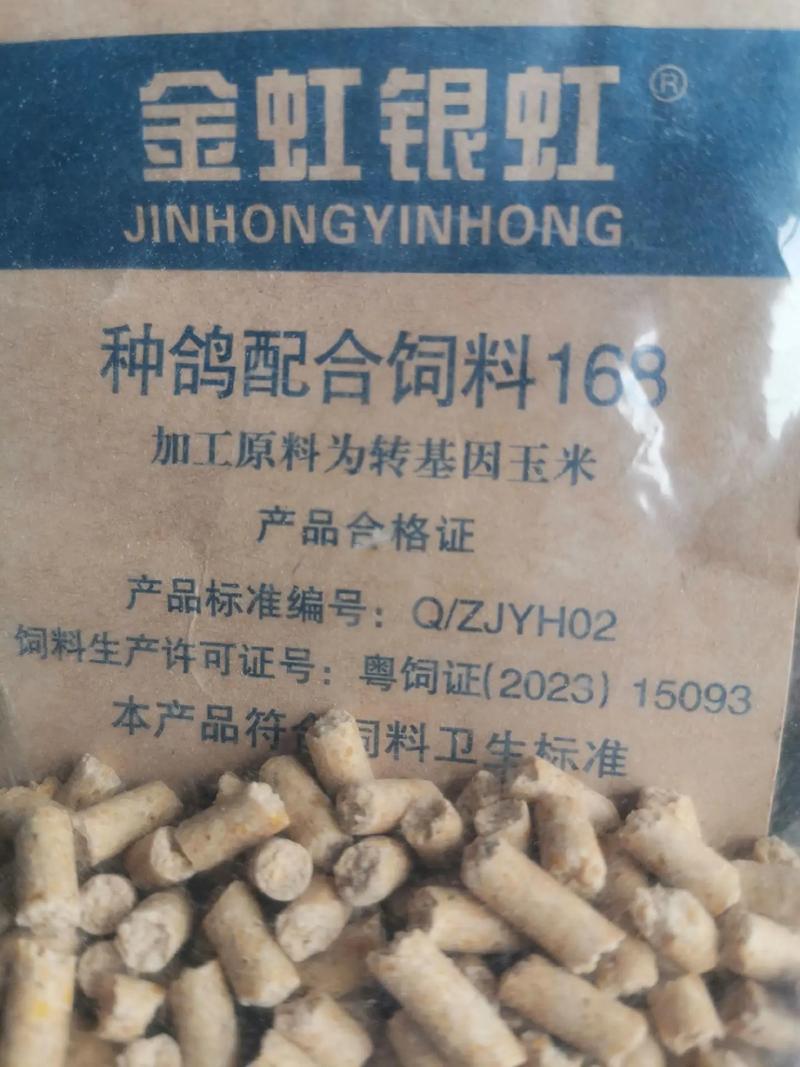 金虹银虹®
JINHONGYINHONG
种鸽配合饲料168
加工原料为转基因玉米
产品合格证
产品标准编号：Q/ZJYH02
饲料生产许可证号：粤饲证(2023) 15093
本产品符合饲料卫生标准